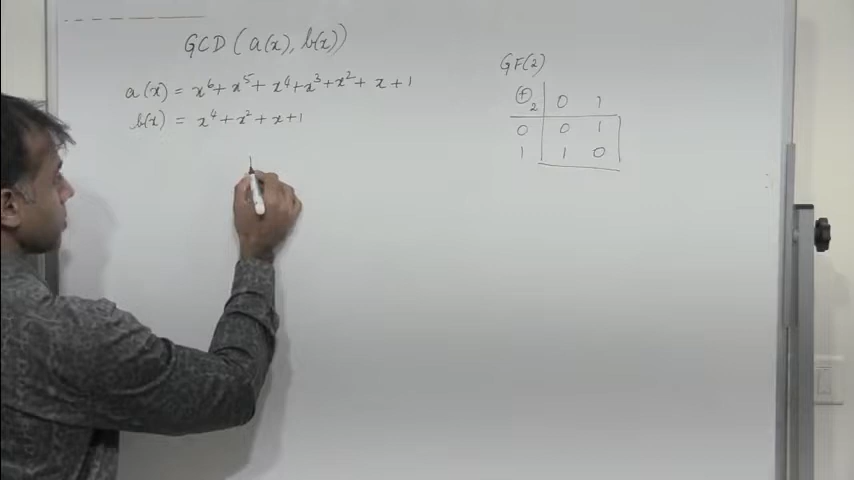 GCD (a(x), b(x))
a(x) = x⁶ + x⁵ + x⁴ + x³ + x² + x + 1
b(x) = x⁴ + x² + x + 1
GF(2)
⊕₂ 0 1
0 0 1
1 1 0